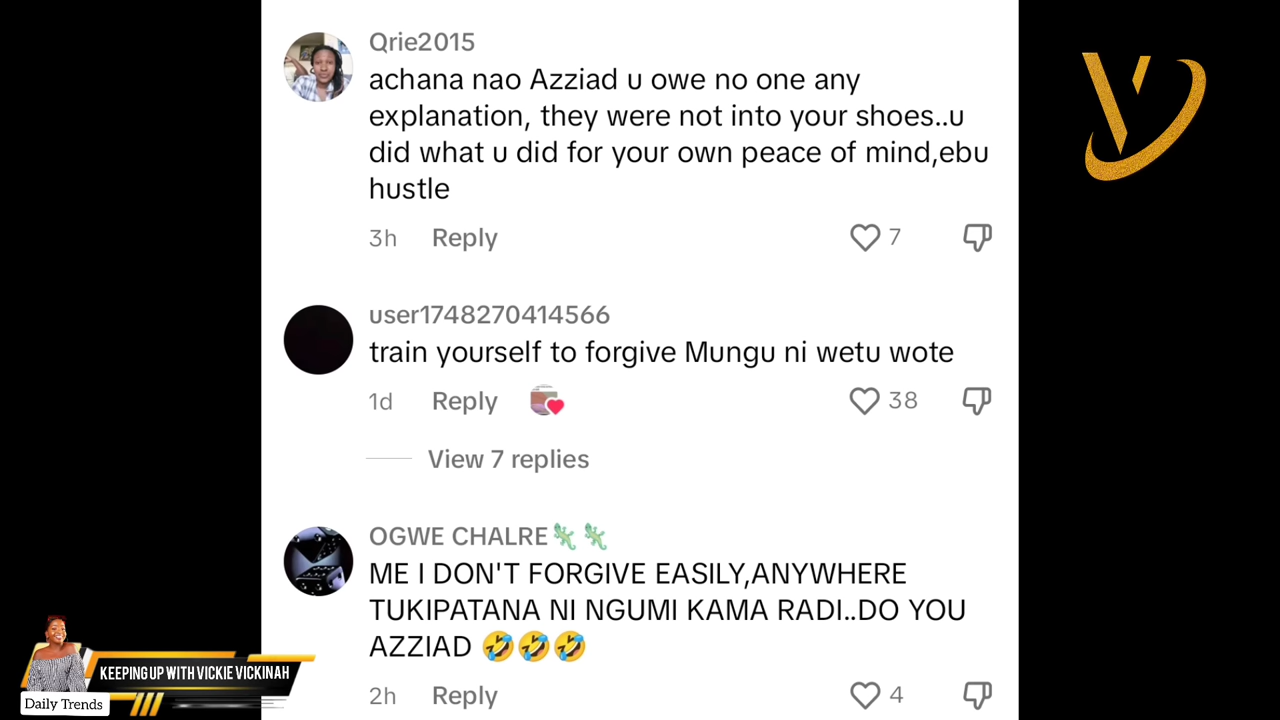 Qrie2015
achana nao Azziad u owe no one any
explanation, they were not into your shoes..u
did what u did for your own peace of mind,ebu
hustle
3h Reply 7
user1748270414566
train yourself to forgive Mungu ni wetu wote
1d Reply 38
View 7 replies
OGWE CHALRE🦎🦎
ME I DON'T FORGIVE EASILY,ANYWHERE
TUKIPATANA NI NGUMI KAMA RADI..DO YOU
AZZIAD 🤣🤣🤣
2h Reply 4
V
KEEPING UP WITH VICKIE VICKINAH
Daily Trends